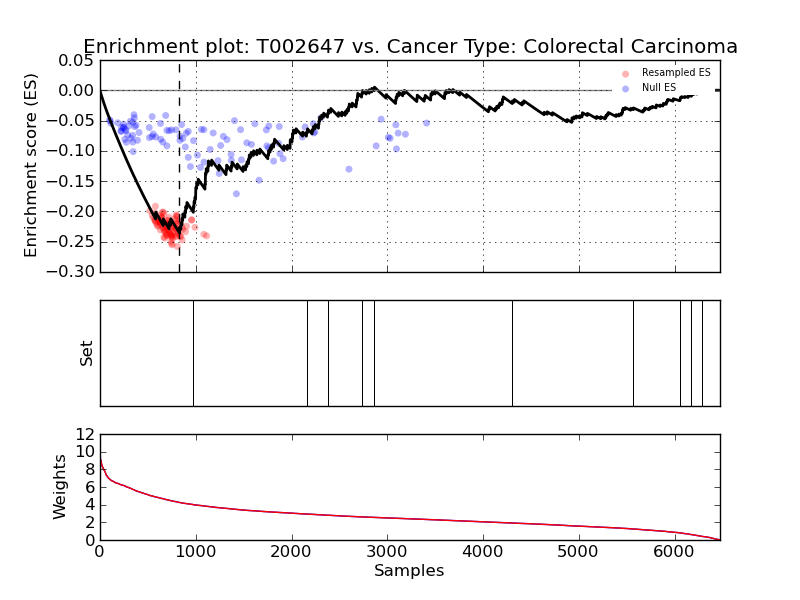 Enrichment plot: T002647 vs. Cancer Type: Colorectal Carcinoma
Enrichment score (ES)
0.05
0.00
−0.05
−0.10
−0.15
−0.20
−0.25
−0.30
Resampled ES
Null ES
Set
Weights
12
10
8
6
4
2
0
0 1000 2000 3000 4000 5000 6000
Samples